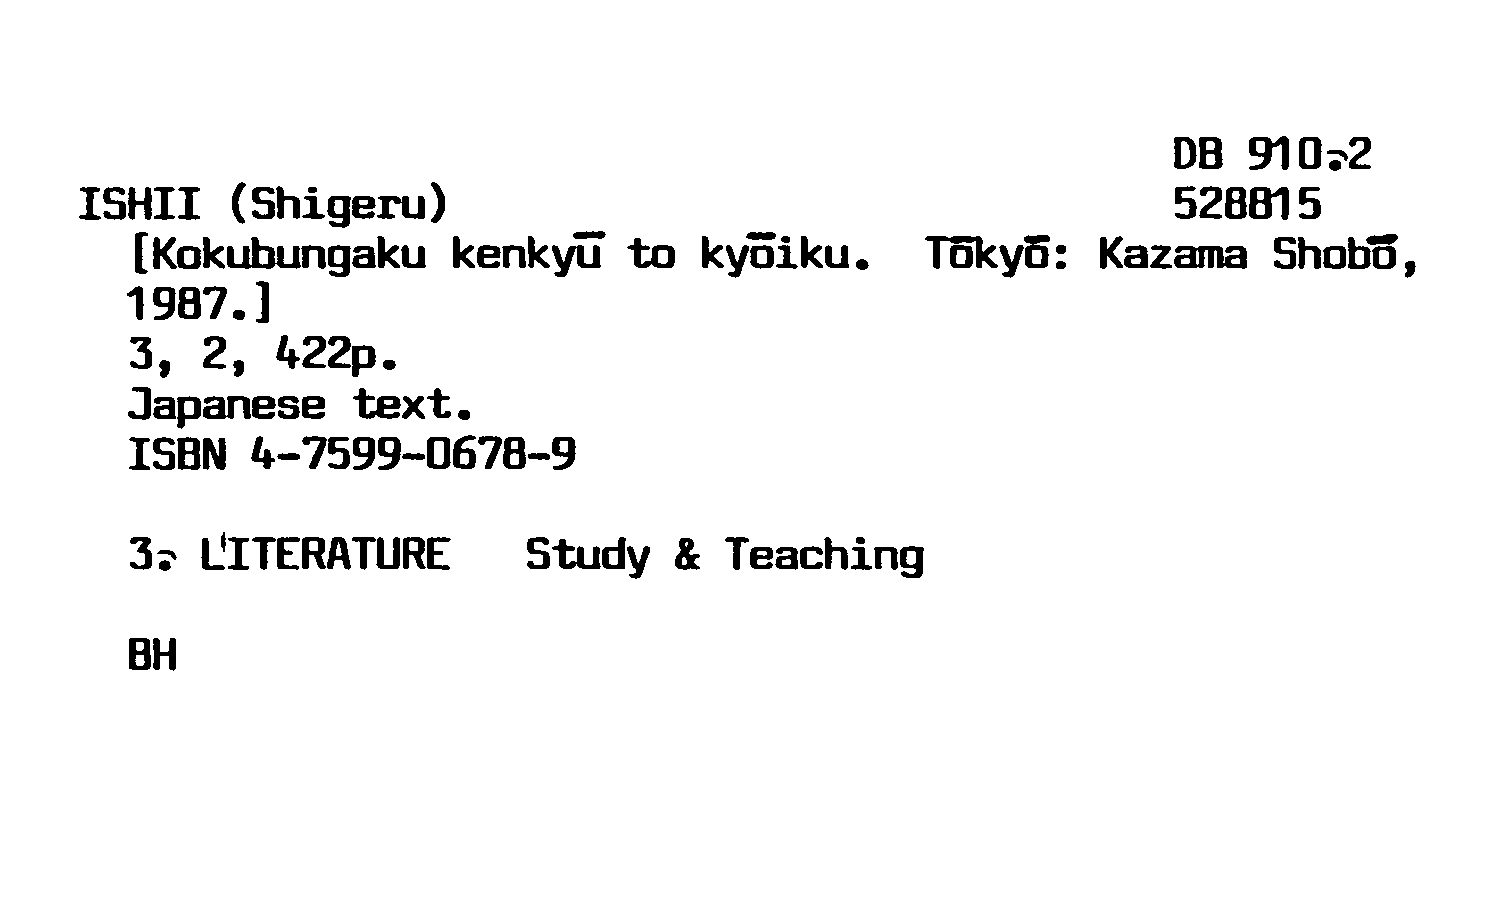 DB 910.2
ISHII (Shigeru) 528815
[Kokubungaku kenkyū to kyōiku. Tōkyō: Kazama Shobō,
1987.]
3, 2, 422p.
Japanese text.
ISBN 4-7599-0678-9
3. LITERATURE Study & Teaching
BH